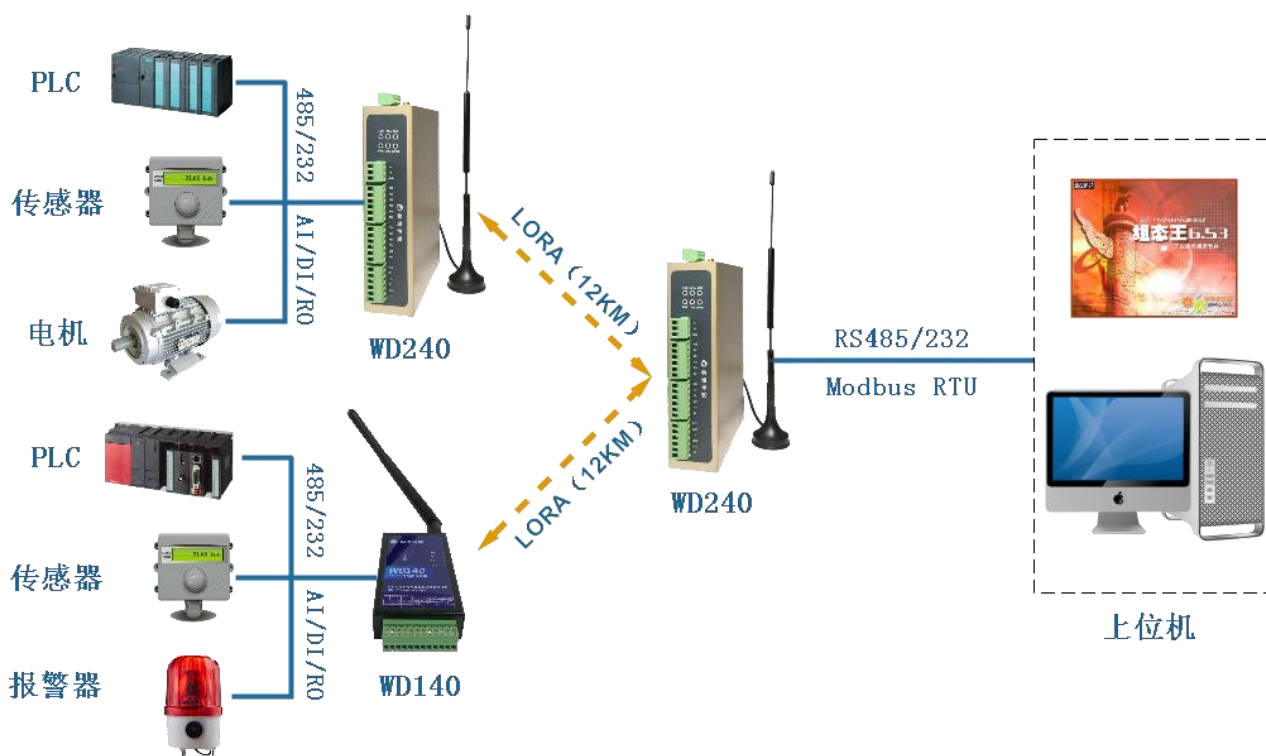 PLC
传感器
电机
485/232
AI/DI/RO
WD240
LORA (12KM)
PLC
传感器
报警器
485/232
AI/DI/RO
WD140
WD140
LORA (12KM)
WD240
RS485/232
Modbus RTU
组态王6.53
上位机